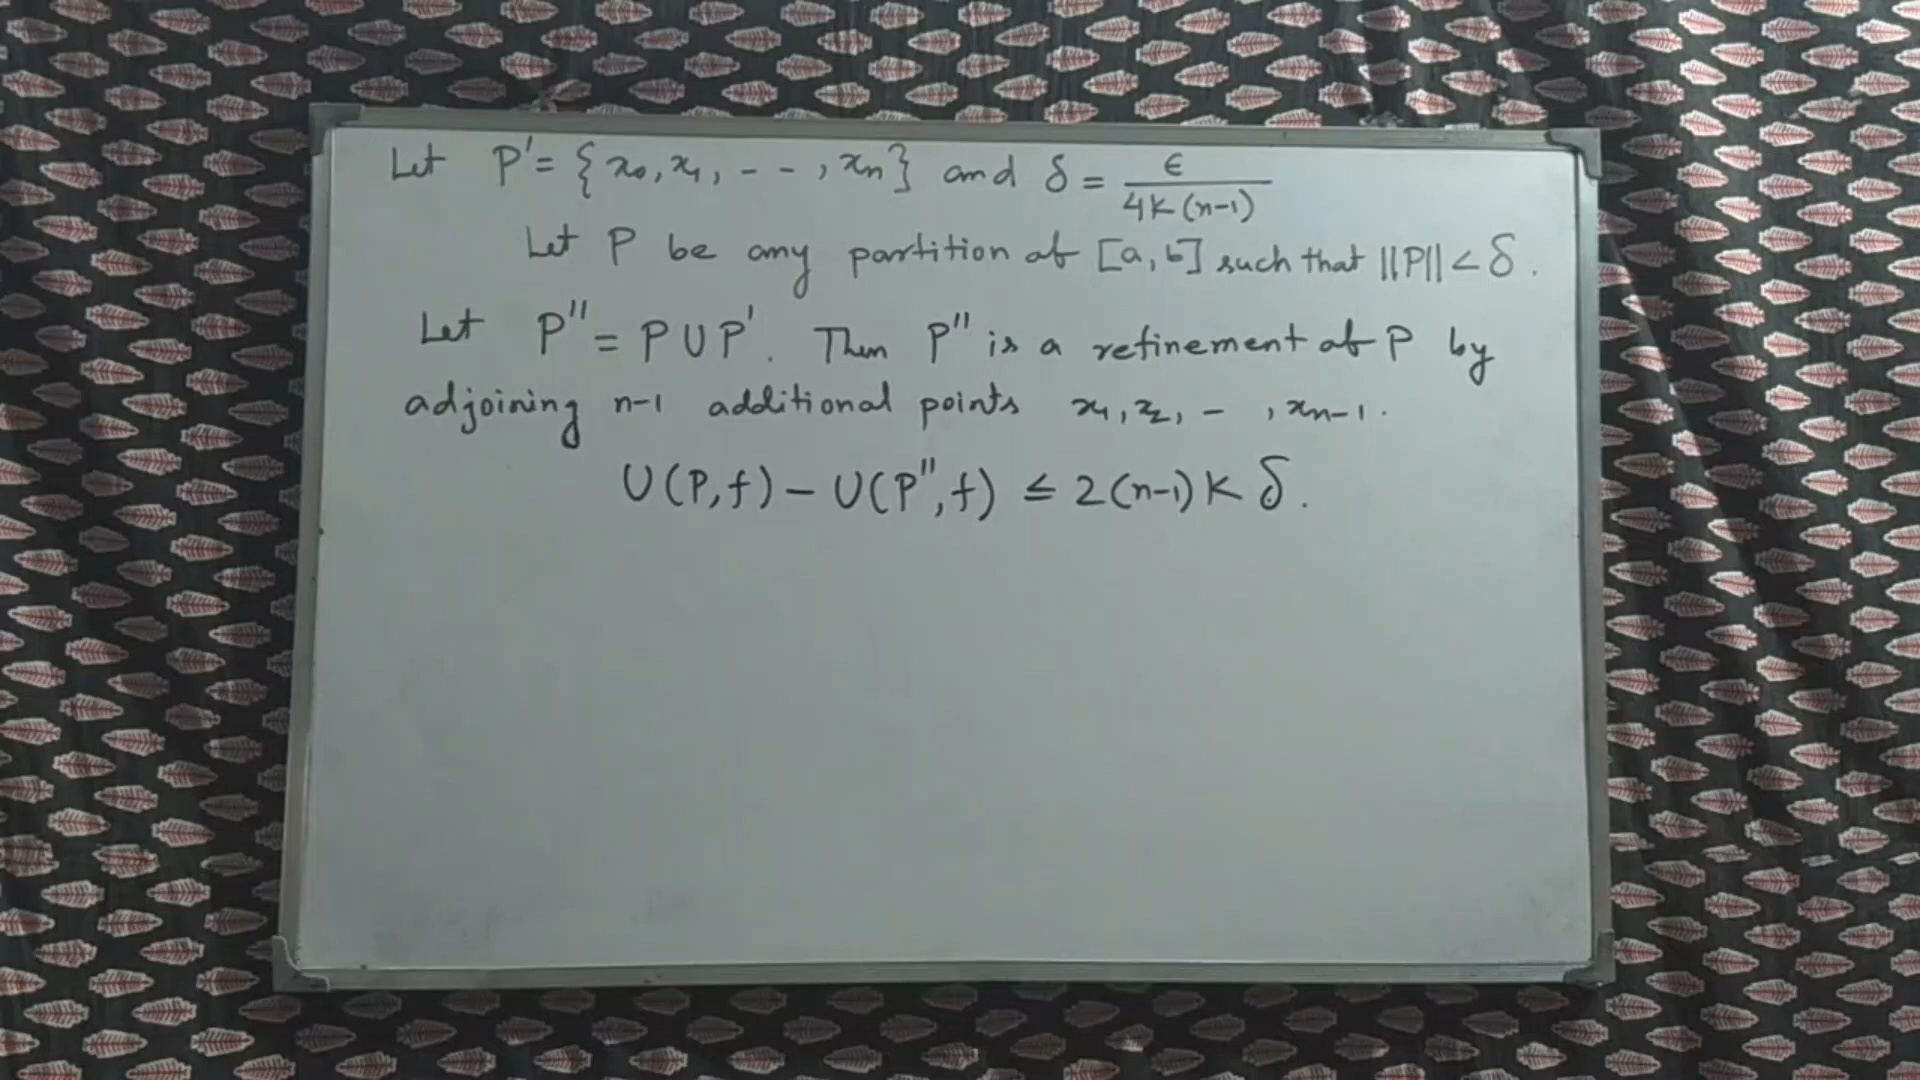 Let P' = {x₀, x₁, - - , xₙ} and δ = ϵ / 4K(n-1)
Let P be any partition of [a, b] such that ||P|| < δ.
Let P'' = P ∪ P'. Then P'' is a refinement of P by
adjoining n-1 additional points x₁, x₂, - , xₙ₋₁.
U(P, f) - U(P'', f) ≤ 2(n-1) K δ.